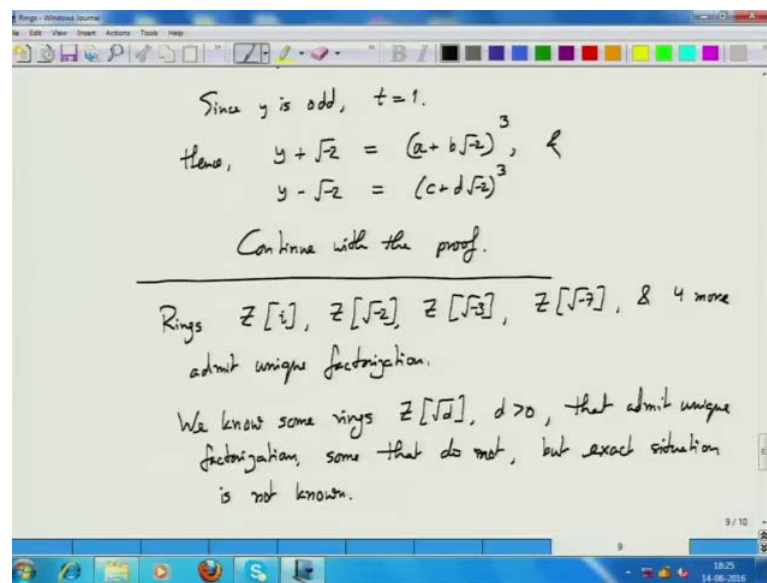 Rings - Windows Journal
File Edit View Insert Actions Tools Help
B I
Since y is odd, t = 1.
Hence, y + √-2 = (a + b√-2)³, &
y - √-2 = (c + d√-2)³
Continue with the proof.
Rings Z[i], Z[√-2], Z[√-3], Z[√-7], & 4 more
admit unique factorization.
We know some rings Z[√d], d>0, that admit unique
factorization, some that do not, but exact situation
is not known.
9 / 10
9
18:25
14-06-2016